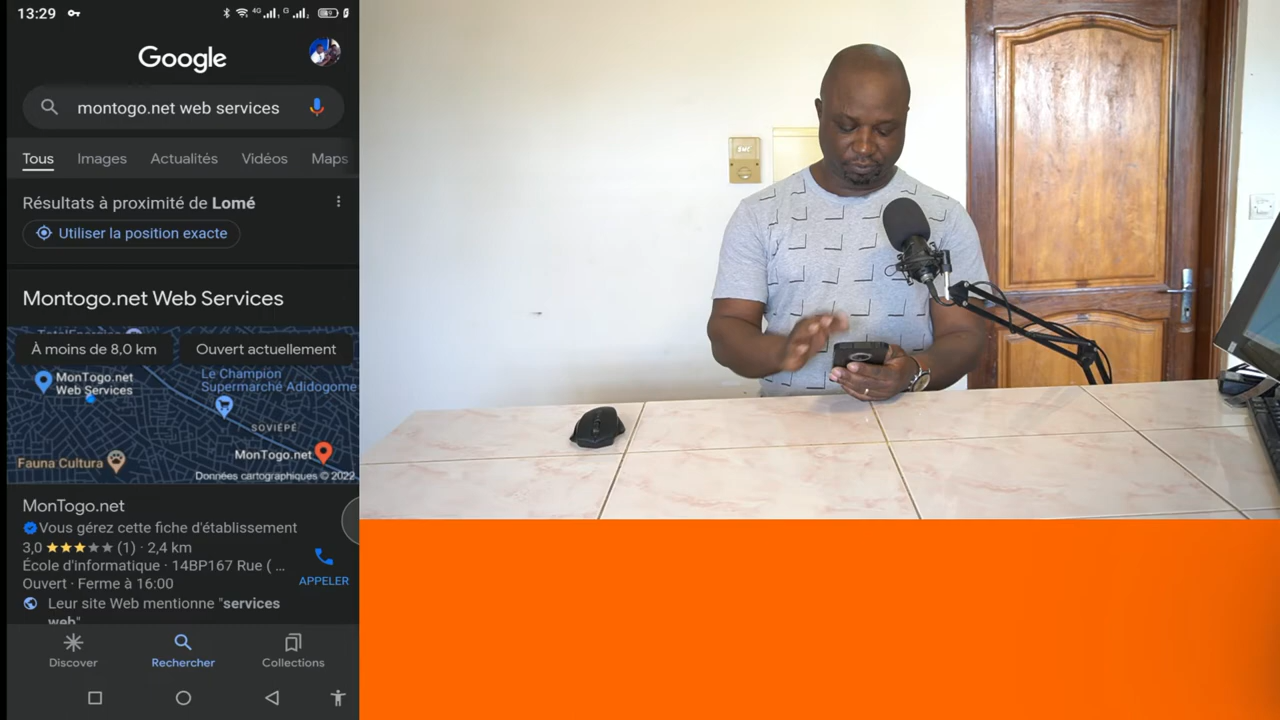 13:29
4G
G
Google
montogo.net web services
Tous Images Actualités Vidéos Maps
Résultats à proximité de Lomé
Utiliser la position exacte
Montogo.net Web Services
À moins de 8,0 km
Ouvert actuellement
MonTogo.net
Web Services
Le Champion
Supermarché Adidogome
SOVIÉPÉ
MonTogo.net
Fauna Cultura
Données cartographiques © 2022
MonTogo.net
Vous gérez cette fiche d'établissement
3,0 (1) · 2,4 km
École d'informatique · 14BP167 Rue ( ...
Ouvert · Ferme à 16:00
APPELER
Leur site Web mentionne "services
web"
Discover Rechercher Collections